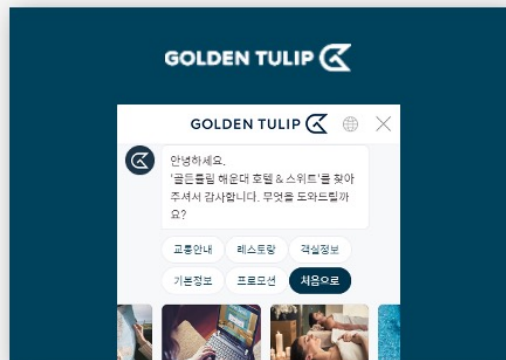 GOLDEN TULIP
GOLDEN TULIP
안녕하세요.
'골든튤립 해운대 호텔 & 스위트'를 찾아
주셔서 감사합니다. 무엇을 도와드릴까
요?
교통안내 레스토랑 객실정보
기본정보 프로모션 처음으로